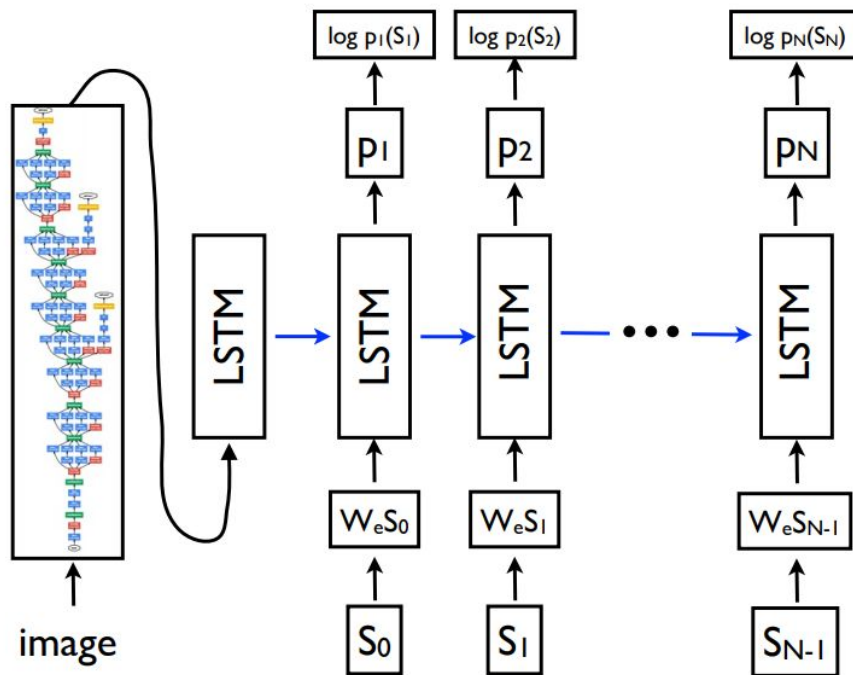 log p₁(S₁) log p₂(S₂) log pN(SN)
p₁ p₂ pN
LSTM LSTM LSTM LSTM
WeS₀ WeS₁ WeSN-1
image S₀ S₁ SN-1